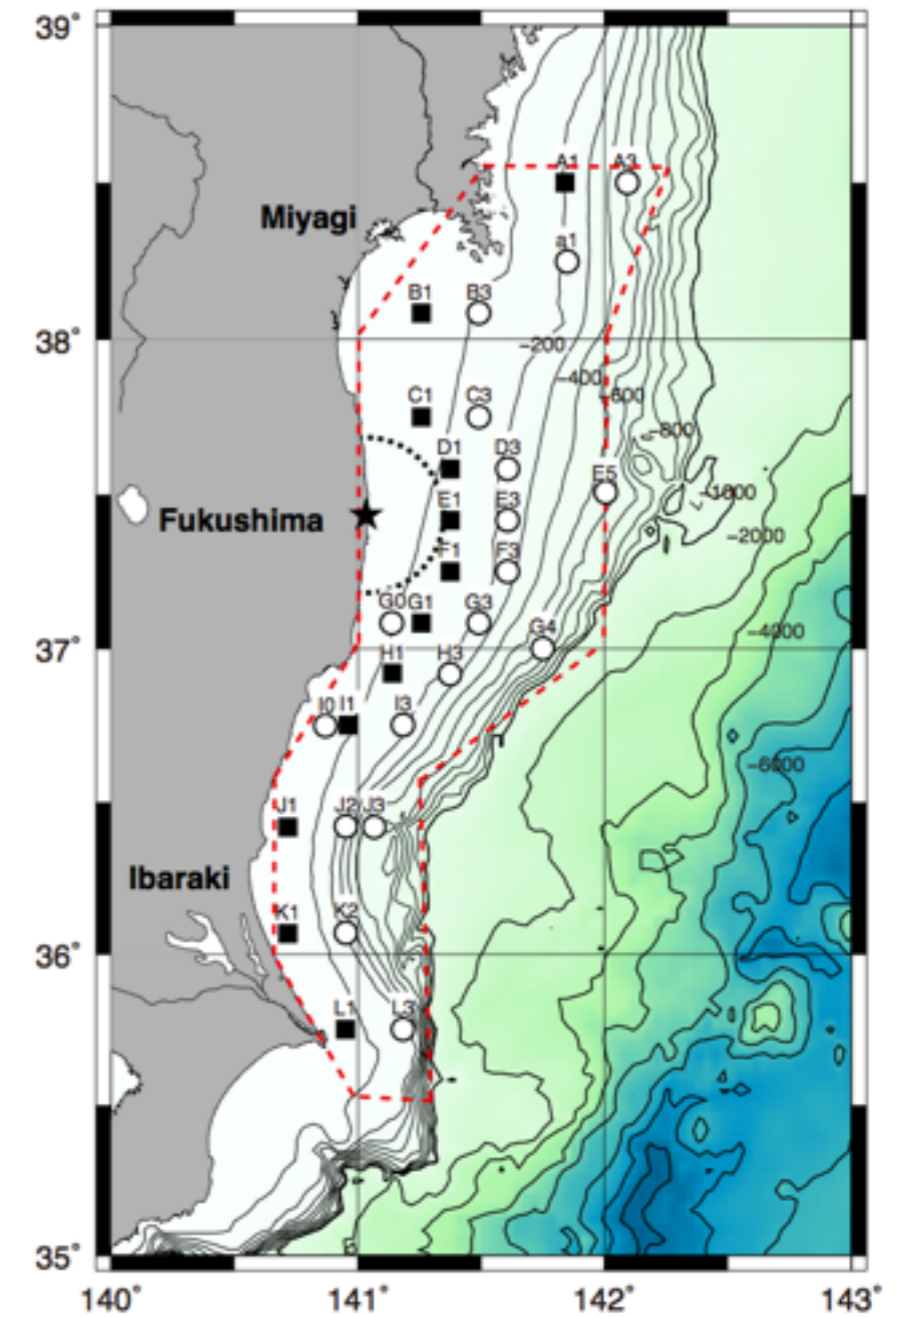 39°
A1 A3
Miyagi
a1
B1 B3
38°
-200
-400
-600
C1 C3
-800
D1 D3
E5
-1000
Fukushima
E1 E3
-2000
F1 F3
G0 G1 G3
G4
-4000
37°
H1 H3
I0 I1 I3
-6000
J1 J2 J3
Ibaraki
K1 K2
36°
L1 L3
35°
140° 141° 142° 143°